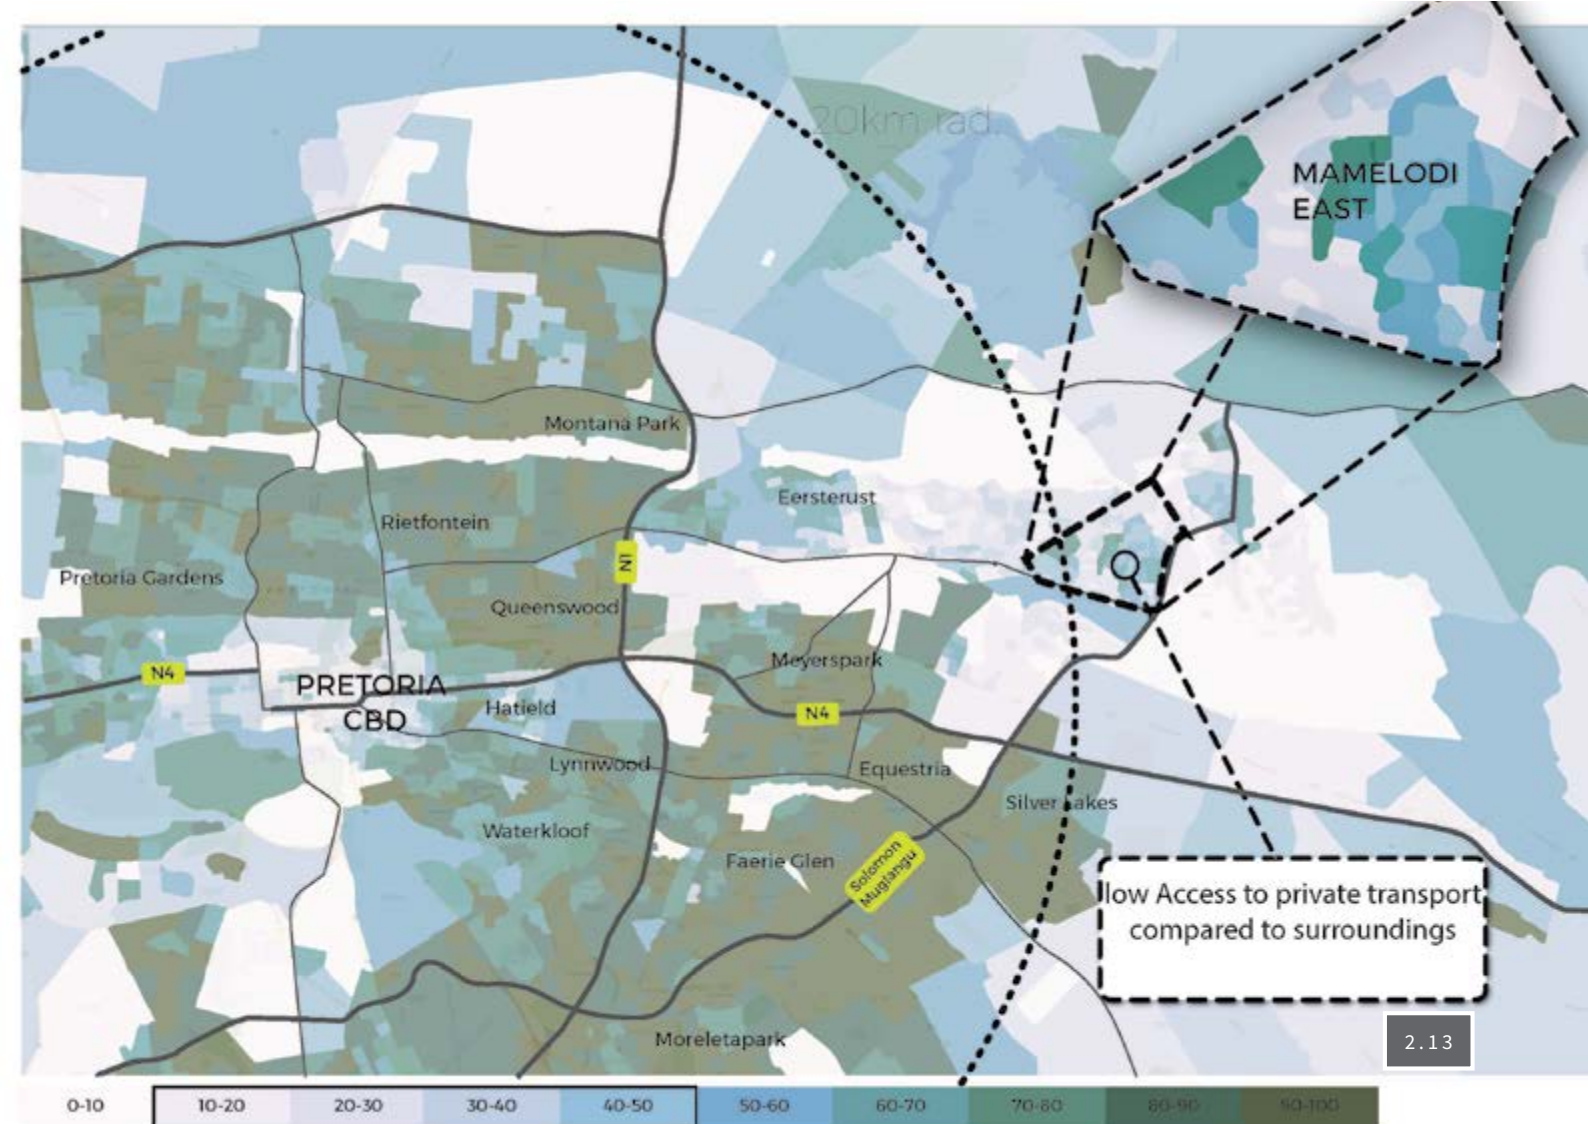 20km rad.
MAMELODI
EAST
Montana Park
Eersterust
Rietfontein
N1
Pretoria Gardens
Queenswood
Meyerspark
N4
PRETORIA
CBD
Hatield
N4
Lynnwood
Equestria
Silver Lakes
Waterkloof
Faerie Glen
Solomon
Muglangu
low Access to private transport
compared to surroundings
Moreletapark
2.13
0-10 10-20 20-30 30-40 40-50 50-60 60-70 70-80 80-90 90-100